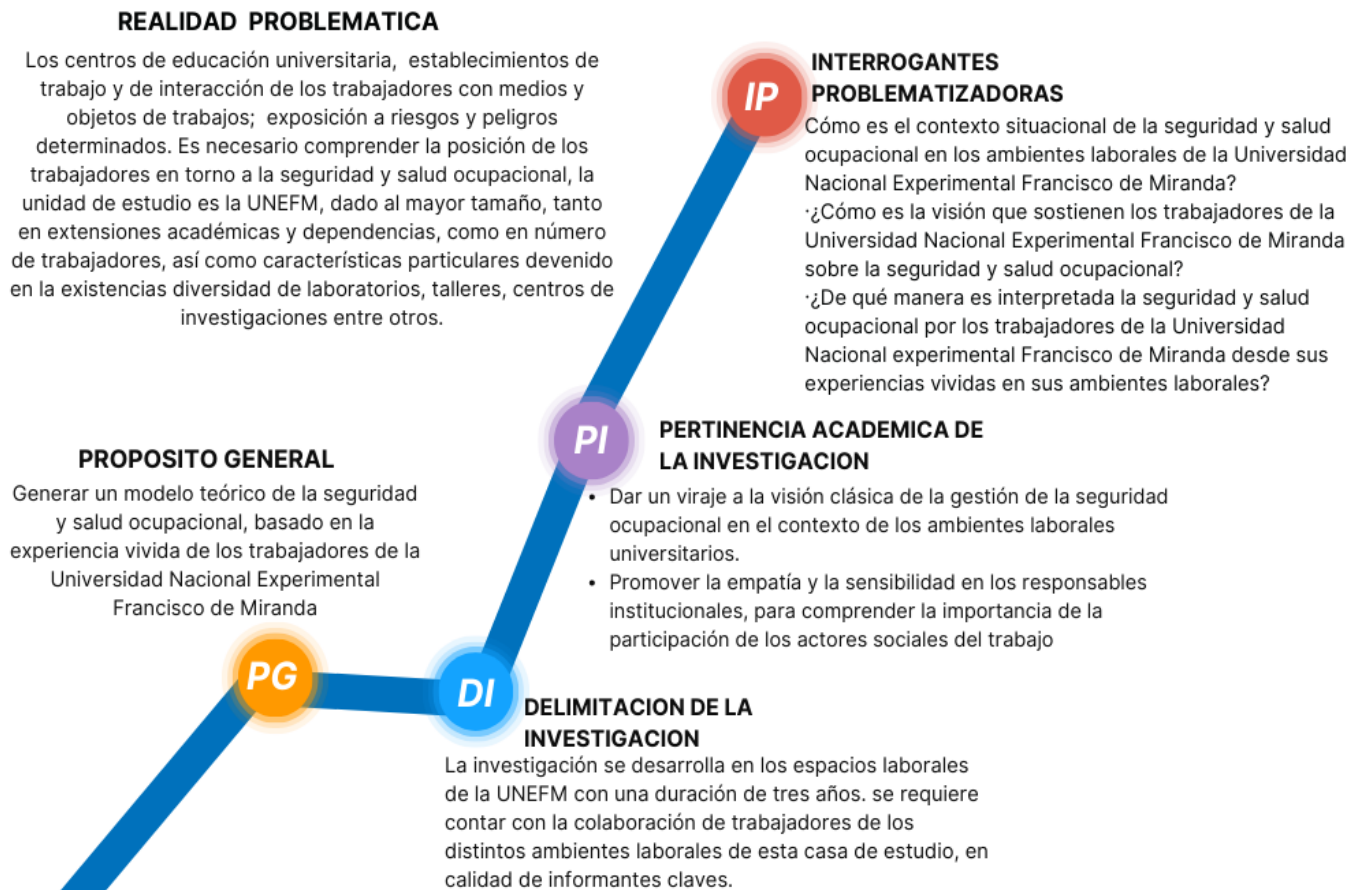 REALIDAD  PROBLEMATICA
Los centros de educación universitaria,  establecimientos de
trabajo y de interacción de los trabajadores con medios y
objetos de trabajos;  exposición a riesgos y peligros
determinados. Es necesario comprender la posición de los
trabajadores en torno a la seguridad y salud ocupacional, la
unidad de estudio es la UNEFM, dado al mayor tamaño, tanto
en extensiones académicas y dependencias, como en número
de trabajadores, así como características particulares devenido
en la existencias diversidad de laboratorios, talleres, centros de
investigaciones entre otros.
IP
INTERROGANTES
PROBLEMATIZADORAS
Cómo es el contexto situacional de la seguridad y salud
ocupacional en los ambientes laborales de la Universidad
Nacional Experimental Francisco de Miranda?
·¿Cómo es la visión que sostienen los trabajadores de la
Universidad Nacional Experimental Francisco de Miranda
sobre la seguridad y salud ocupacional?
·¿De qué manera es interpretada la seguridad y salud
ocupacional por los trabajadores de la Universidad
Nacional experimental Francisco de Miranda desde sus
experiencias vividas en sus ambientes laborales?
PI
PERTINENCIA ACADEMICA DE
LA INVESTIGACION
• Dar un viraje a la visión clásica de la gestión de la seguridad
ocupacional en el contexto de los ambientes laborales
universitarios.
• Promover la empatía y la sensibilidad en los responsables
institucionales, para comprender la importancia de la
participación de los actores sociales del trabajo
PROPOSITO GENERAL
Generar un modelo teórico de la seguridad
y salud ocupacional, basado en la
experiencia vivida de los trabajadores de la
Universidad Nacional Experimental
Francisco de Miranda
PG
DI
DELIMITACION DE LA
INVESTIGACION
La investigación se desarrolla en los espacios laborales
de la UNEFM con una duración de tres años. se requiere
contar con la colaboración de trabajadores de los
distintos ambientes laborales de esta casa de estudio, en
calidad de informantes claves.